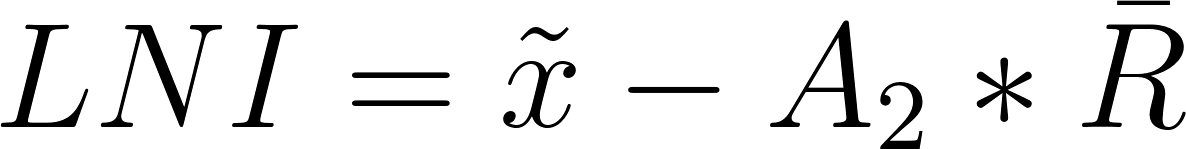 LNI = x̃ − A₂ * R̄